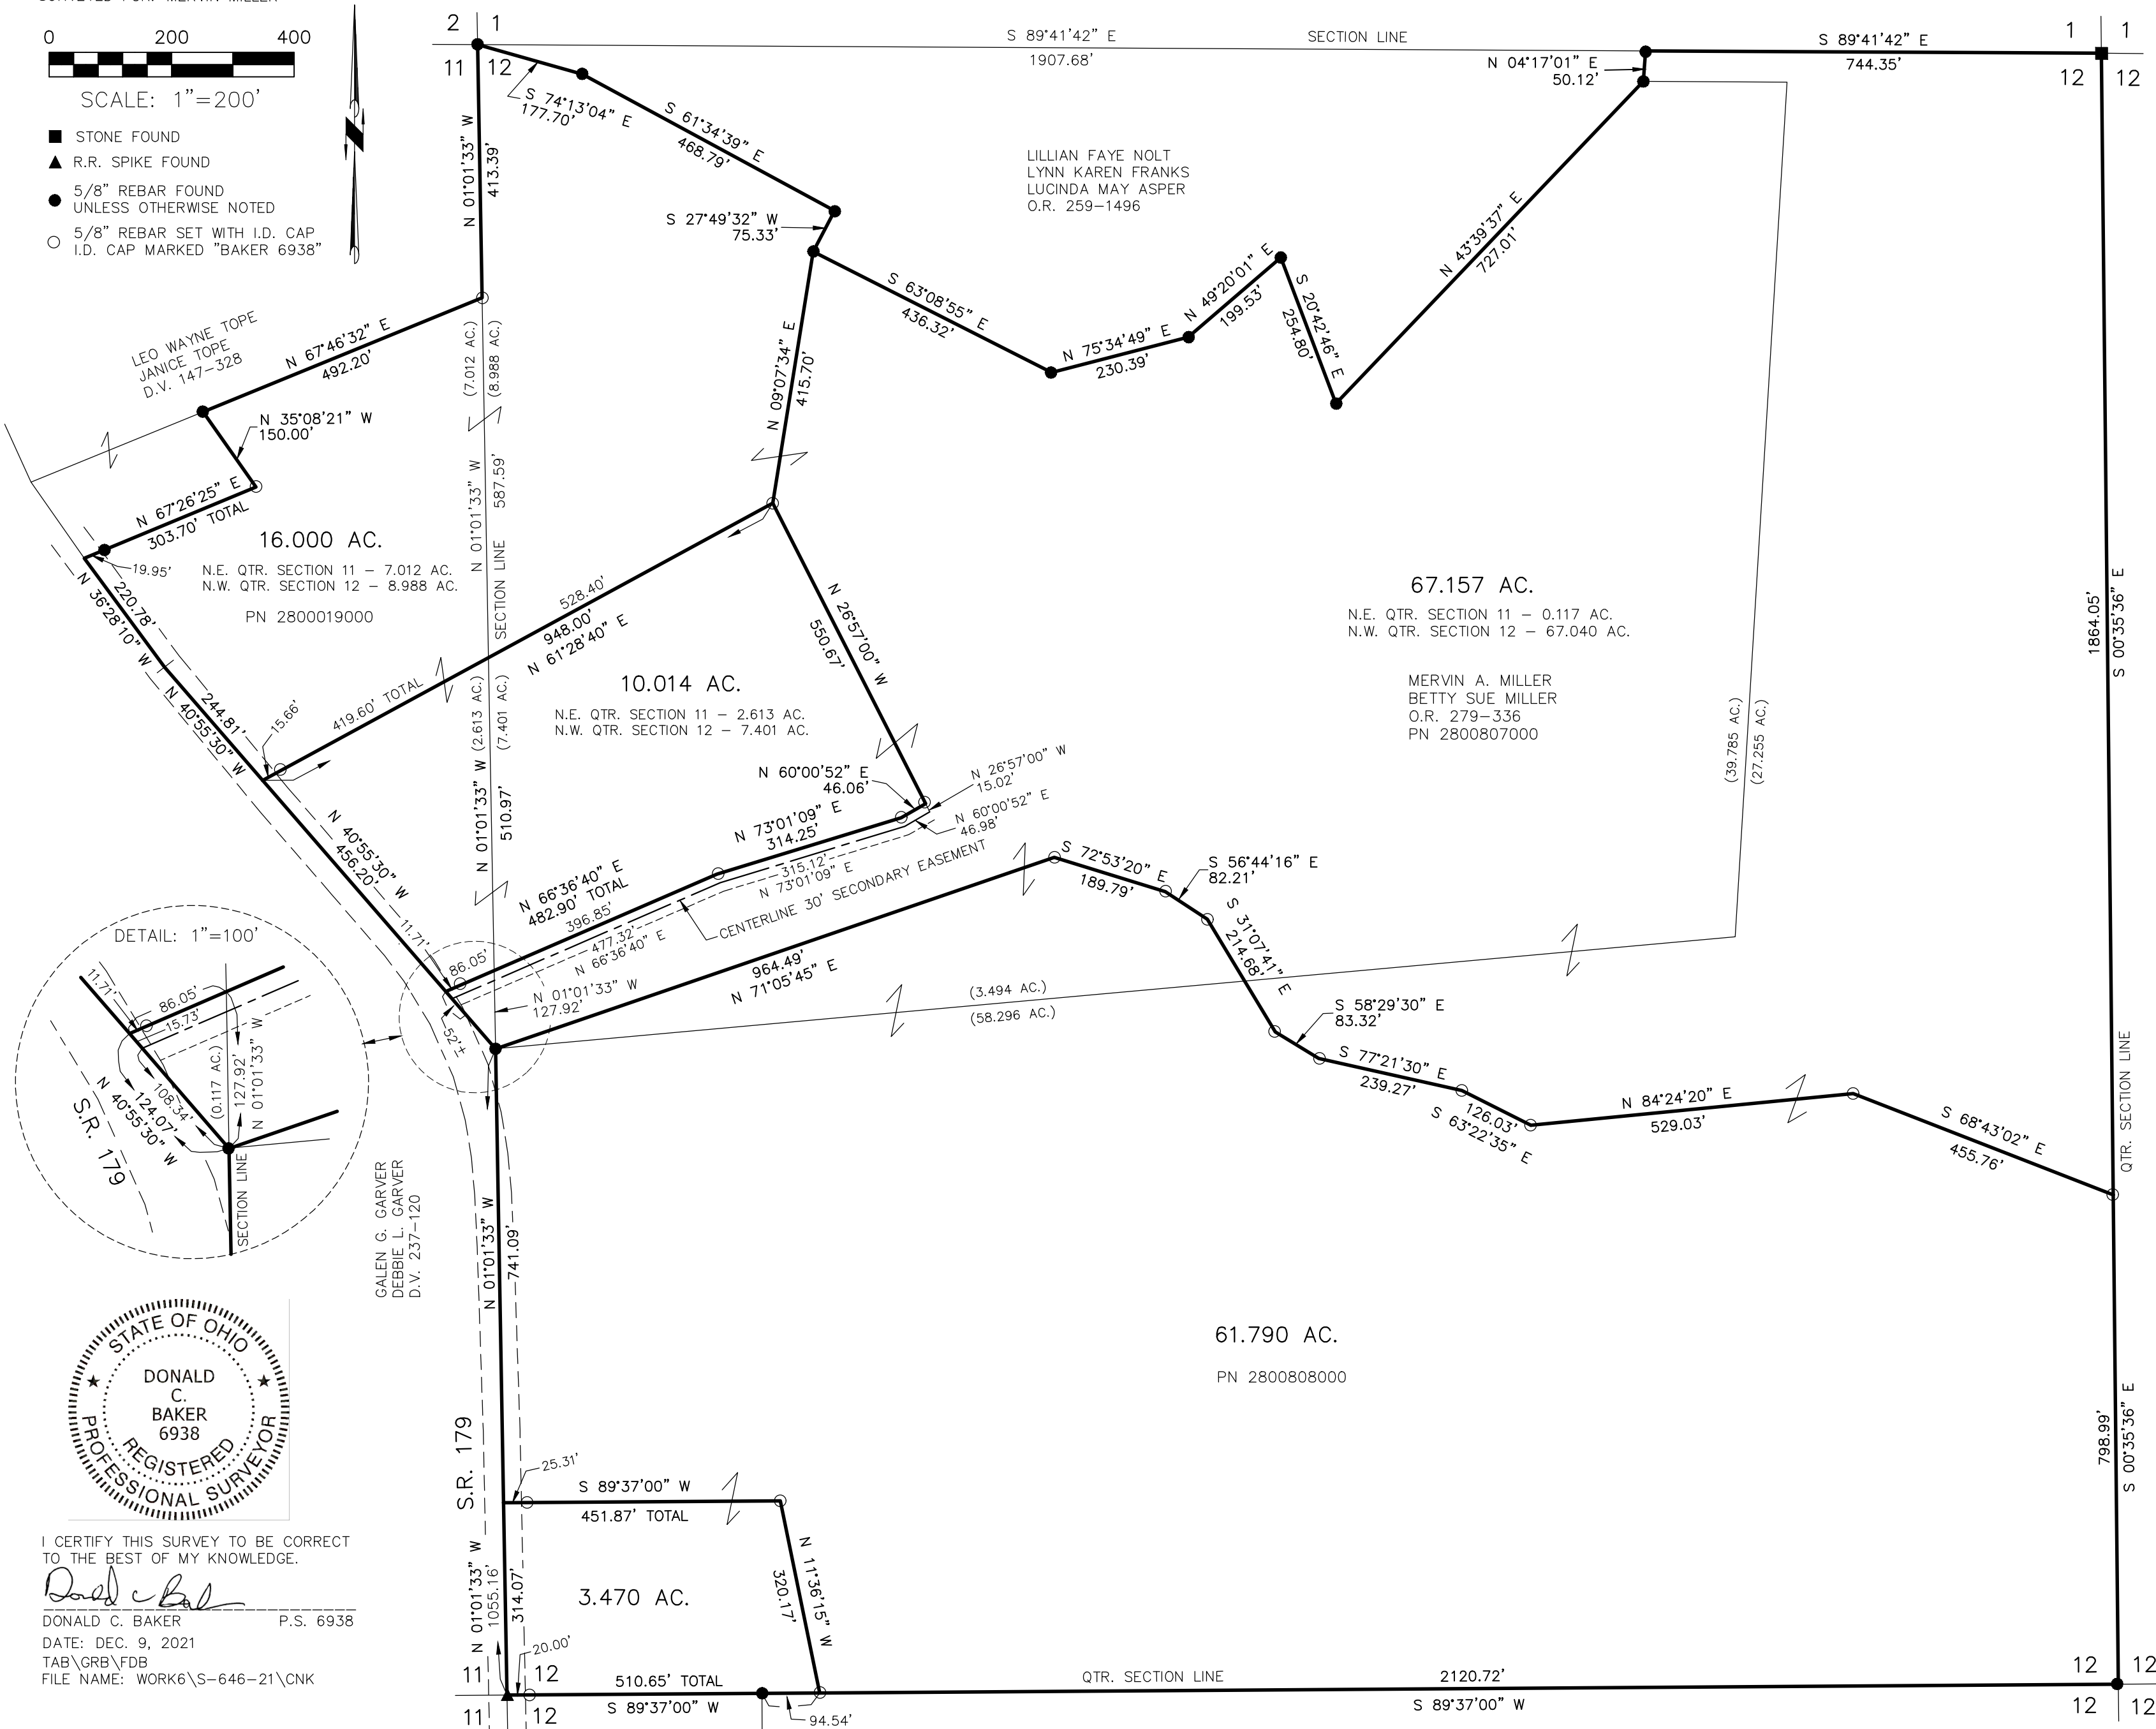 0 200 400
SCALE: 1"=200'
STONE FOUND
R.R. SPIKE FOUND
5/8" REBAR FOUND
UNLESS OTHERWISE NOTED
5/8" REBAR SET WITH I.D. CAP
I.D. CAP MARKED "BAKER 6938"
2 1
11 12
S 89°41'42" E SECTION LINE
1907.68'
S 89°41'42" E
744.35'
1 1
12 12
N 04°17'01" E
50.12'
S 74°13'04" E
177.70'
S 61°34'39" E
468.79'
N 01°01'33" W
413.39'
S 27°49'32" W
75.33'
LILLIAN FAYE NOLT
LYNN KAREN FRANKS
LUCINDA MAY ASPER
O.R. 259-1496
S 63°08'55" E
436.32'
N 75°34'49" E
230.39'
N 49°20'01" E
199.53'
S 20°42'46" E
254.80'
N 43°39'37" E
727.01'
LEO WAYNE TOPE
JANICE TOPE
D.V. 147-328
N 67°46'32" E
492.20'
N 35°08'21" W
150.00'
N 67°26'25" E
303.70' TOTAL
19.95'
(7.012 AC.)
(8.988 AC.)
N 09°07'34" E
415.70'
N 01°01'33" W
587.59'
SECTION LINE
16.000 AC.
N.E. QTR. SECTION 11 - 7.012 AC.
N.W. QTR. SECTION 12 - 8.988 AC.
PN 2800019000
220.78'
N 36°28'10" W
244.81'
N 40°55'30" W
15.66'
419.60' TOTAL
528.40'
948.00'
N 61°28'40" E
N 26°57'00" W
550.67'
10.014 AC.
N.E. QTR. SECTION 11 - 2.613 AC.
N.W. QTR. SECTION 12 - 7.401 AC.
(2.613 AC.)
(7.401 AC.)
N 01°01'33" W
510.97'
67.157 AC.
N.E. QTR. SECTION 11 - 0.117 AC.
N.W. QTR. SECTION 12 - 67.040 AC.
MERVIN A. MILLER
BETTY SUE MILLER
O.R. 279-336
PN 2800807000
(39.785 AC.)
(27.255 AC.)
1864.05'
S 00°35'36" E
N 60°00'52" E
46.06'
N 26°57'00" W
15.02'
N 60°00'52" E
46.98'
N 73°01'09" E
314.25'
315.12'
N 73°01'09" E
CENTERLINE 30' SECONDARY EASEMENT
N 40°55'30" W
456.20'
11.71'
N 66°36'40" E
482.90' TOTAL
396.85'
86.05'
477.32'
N 66°36'40" E
N 01°01'33" W
127.92'
52'±
964.49'
N 71°05'45" E
S 72°53'20" E
189.79'
S 56°44'16" E
82.21'
S 31°07'41" E
214.68'
S 58°29'30" E
83.32'
S 77°21'30" E
239.27'
126.03'
S 63°22'35" E
N 84°24'20" E
529.03'
S 68°43'02" E
455.76'
(3.494 AC.)
(58.296 AC.)
QTR. SECTION LINE
DETAIL: 1"=100'
11.71'
86.05'
15.73'
(0.117 AC.)
127.92'
N 01°01'33" W
108.34'
124.07'
N 40°55'30" W
S.R. 179
SECTION LINE
GALEN G. GARVER
DEBBIE L. GARVER
D.V. 237-120
N 01°01'33" W
741.09'
61.790 AC.
PN 2800808000
798.99'
S 00°35'36" E
STATE OF OHIO
DONALD
C.
BAKER
6938
REGISTERED
PROFESSIONAL SURVEYOR
I CERTIFY THIS SURVEY TO BE CORRECT
TO THE BEST OF MY KNOWLEDGE.
DONALD C. BAKER P.S. 6938
DATE: DEC. 9, 2021
TAB\GRB\FDB
FILE NAME: WORK6\S-646-21\CNK
S.R. 179
25.31'
S 89°37'00" W
451.87' TOTAL
N 11°36'15" W
320.17'
3.470 AC.
N 01°01'33" W
1055.16'
314.07'
20.00'
11 12
11 12
510.65' TOTAL
S 89°37'00" W
94.54'
QTR. SECTION LINE
2120.72'
S 89°37'00" W
12 12
12 12